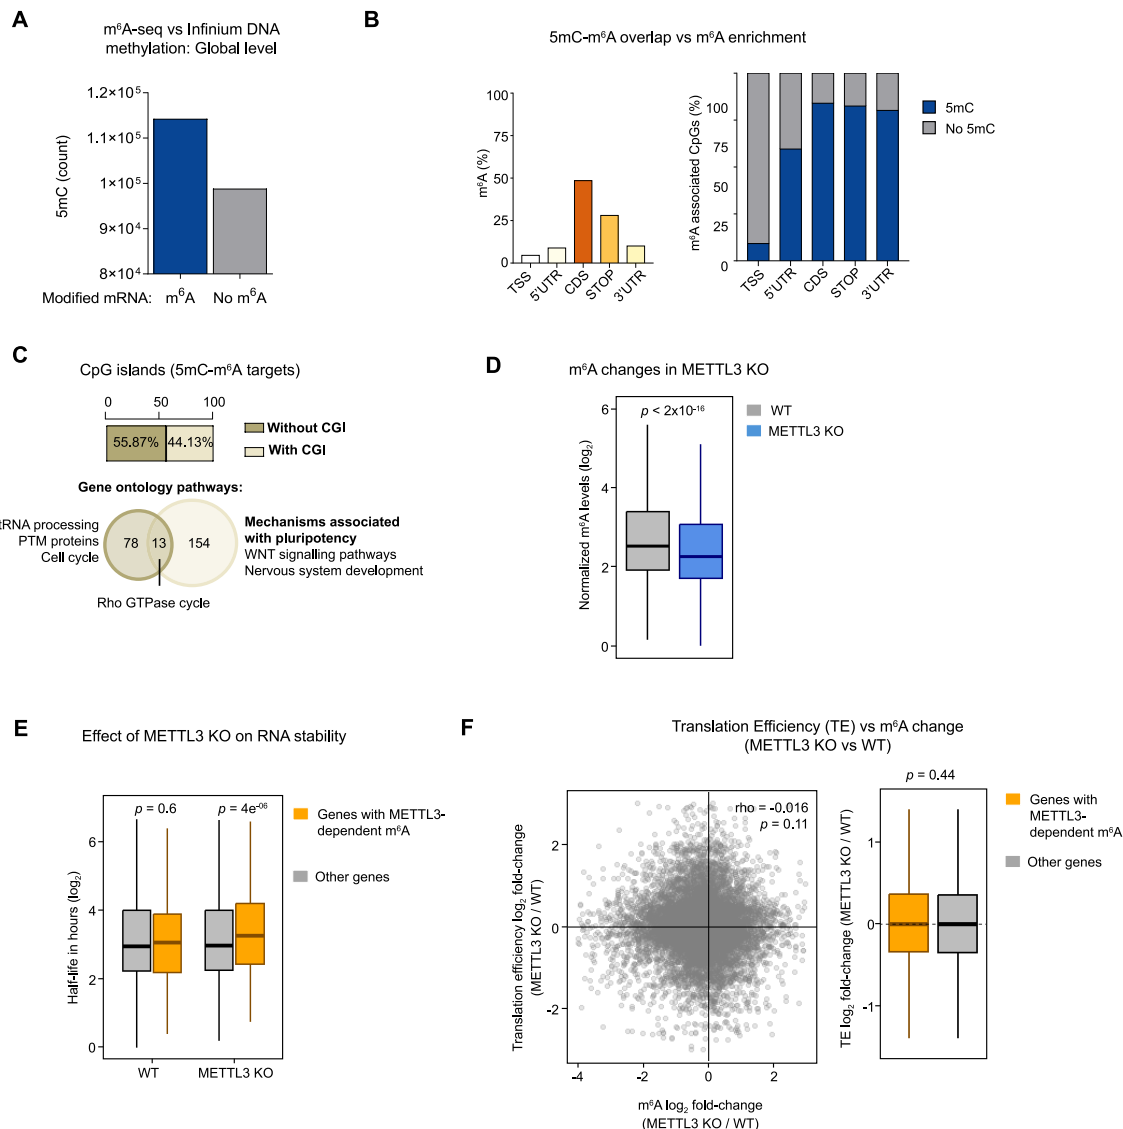 A
m⁶A-seq vs Infinium DNA
methylation: Global level
5mC (count)
1.2×10⁵
1.1×10⁵
1×10⁵
9×10⁴
8×10⁴
Modified mRNA: m⁶A No m⁶A
B
5mC-m⁶A overlap vs m⁶A enrichment
m⁶A (%)
100
75
50
25
0
TSS
5'UTR
CDS
STOP
3'UTR
m⁶A associated CpGs (%)
100
75
50
25
0
TSS
5'UTR
CDS
STOP
3'UTR
5mC
No 5mC
C
CpG islands (5mC-m⁶A targets)
0 50 100
55.87% 44.13%
Without CGI
With CGI
Gene ontology pathways:
tRNA processing
PTM proteins
Cell cycle
78 13 154
Mechanisms associated
with pluripotency
WNT signalling pathways
Nervous system development
Rho GTPase cycle
D
m⁶A changes in METTL3 KO
Normalized m⁶A levels (log₂)
6
4
2
0
p < 2x10⁻¹⁶
WT
METTL3 KO
E
Effect of METTL3 KO on RNA stability
Half-life in hours (log₂)
6
4
2
0
p = 0.6
p = 4e⁻⁰⁶
WT
METTL3 KO
Genes with METTL3-
dependent m⁶A
Other genes
F
Translation Efficiency (TE) vs m⁶A change
(METTL3 KO vs WT)
Translation efficiency log₂ fold-change
(METTL3 KO / WT)
2
0
-2
rho = -0.016
p = 0.11
-4 -2 0 2
m⁶A log₂ fold-change
(METTL3 KO / WT)
p = 0.44
TE log₂ fold-change (METTL3 KO / WT)
1
0
-1
Genes with
METTL3-
dependent m⁶A
Other genes